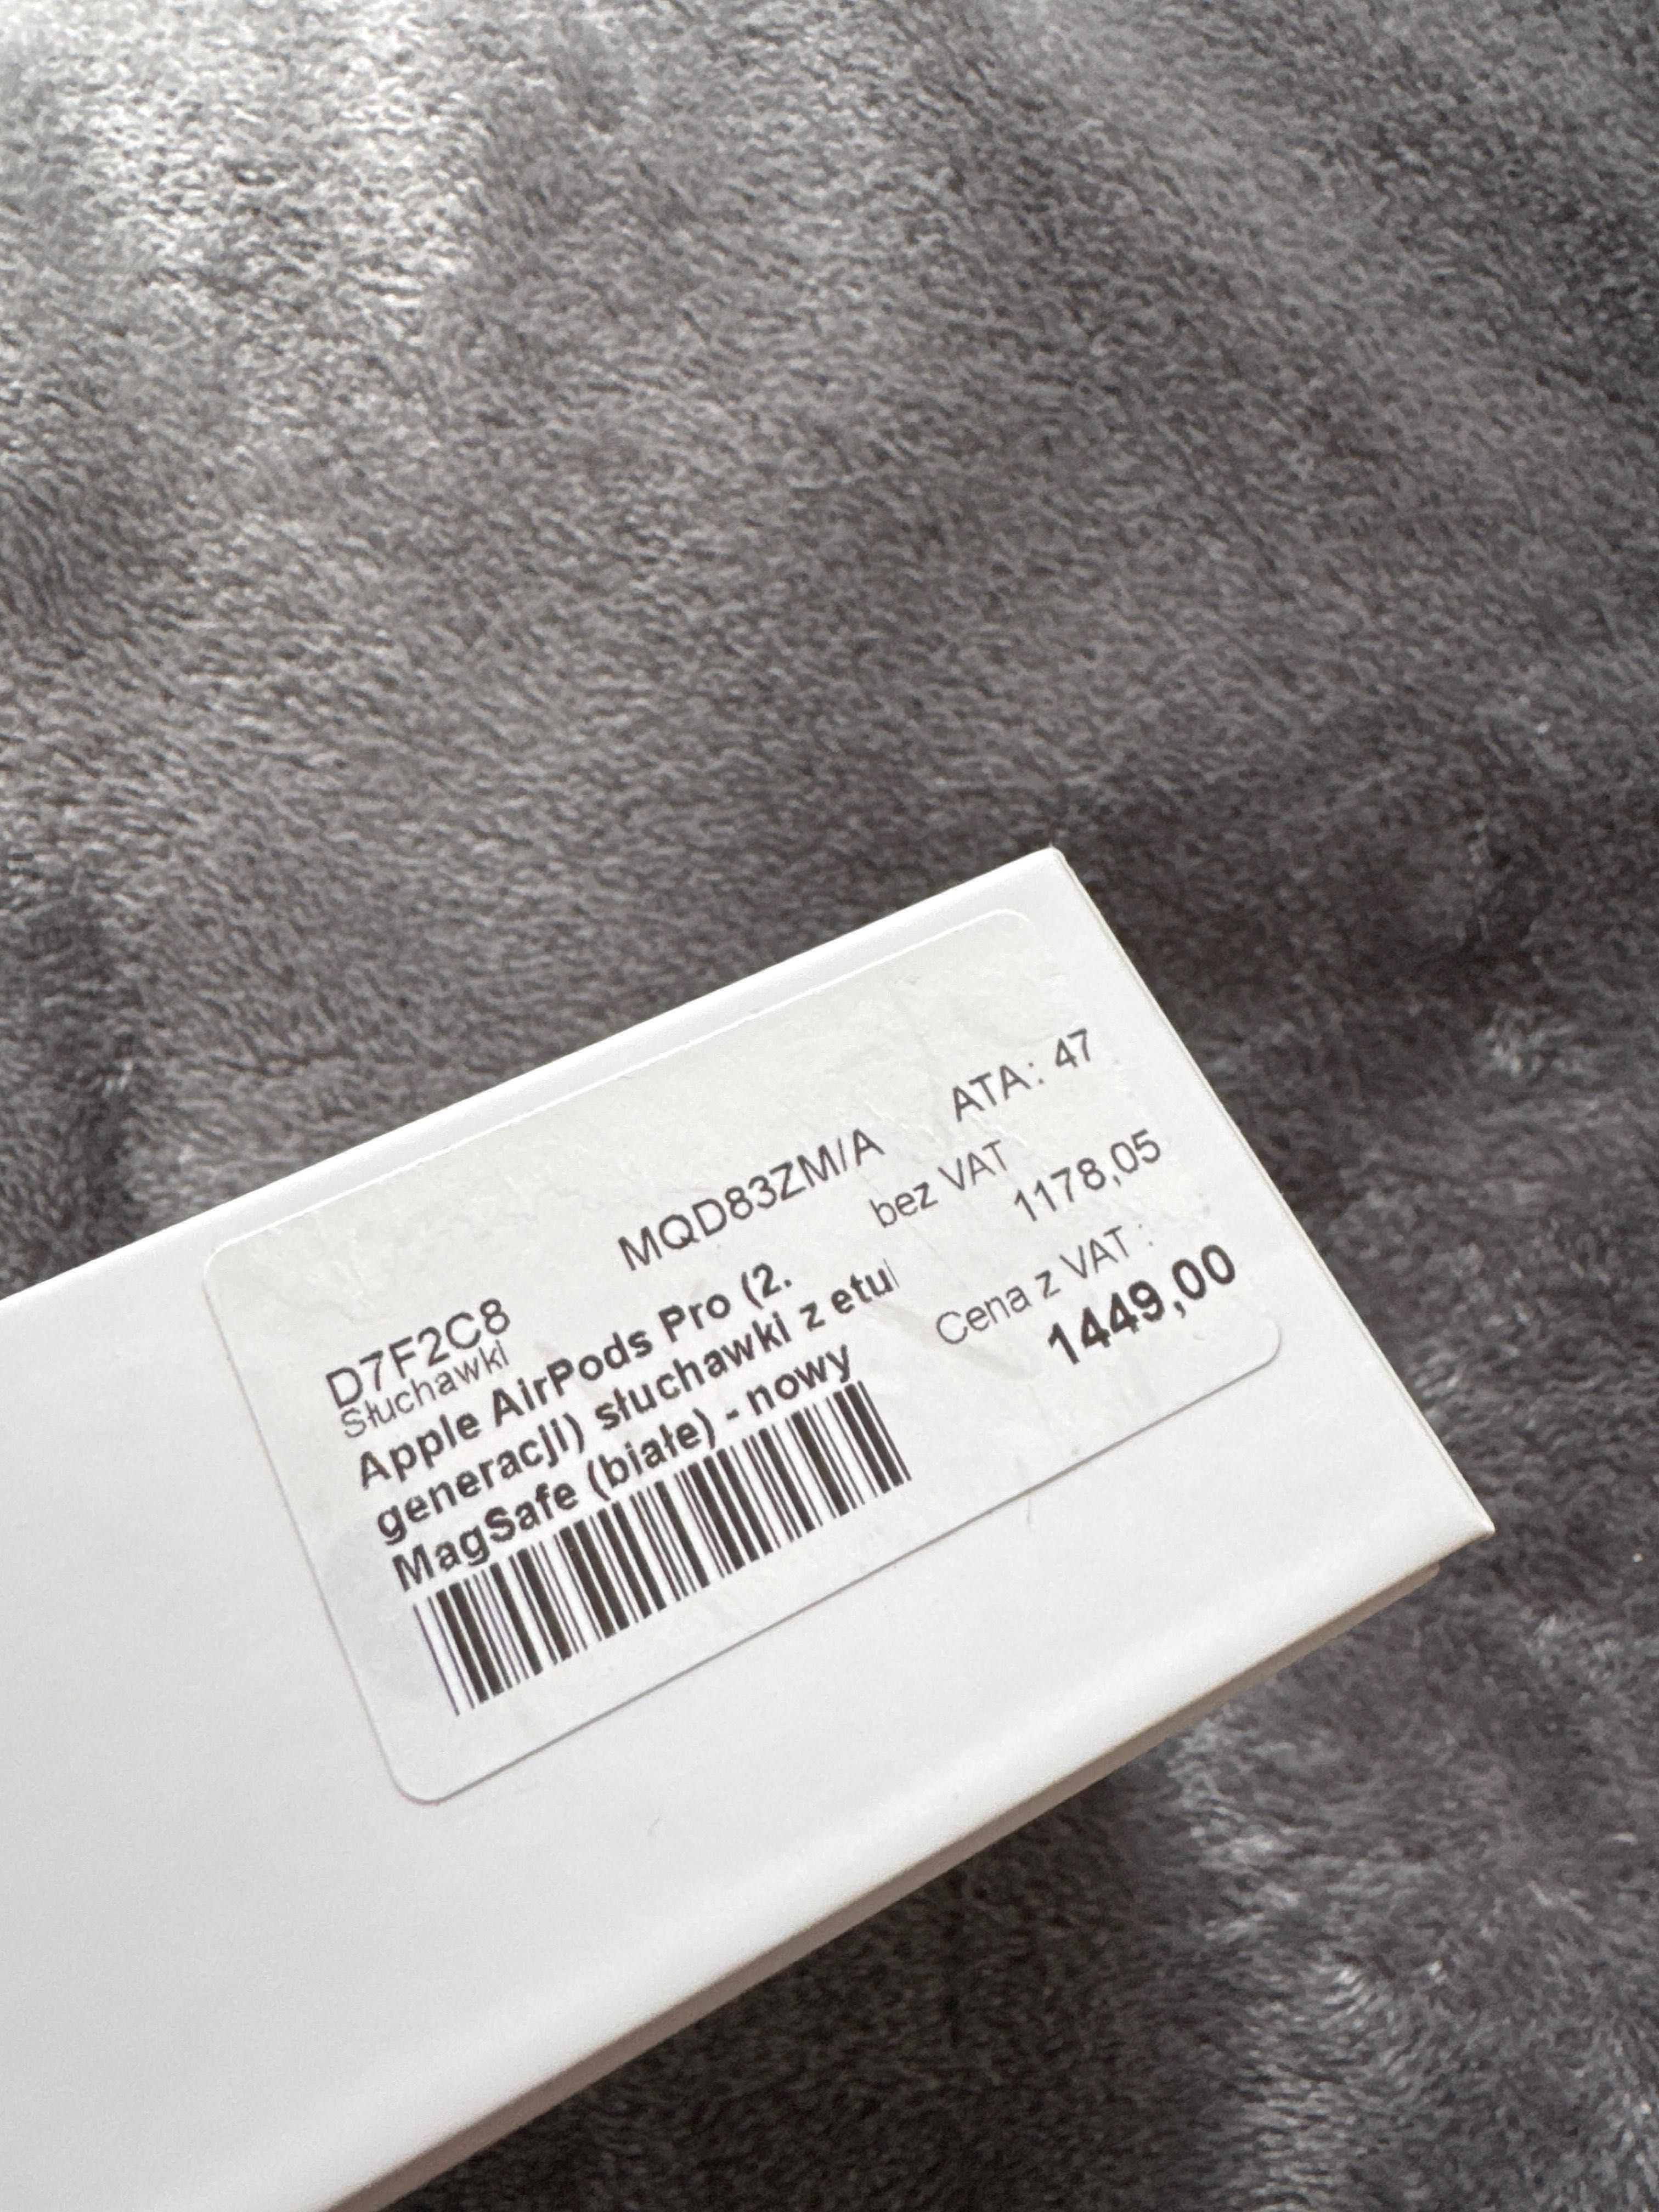 D7F2C8 MQD83ZM/A ATA: 47
Słuchawki
Apple AirPods Pro (2.
generacji) słuchawki z etui
MagSafe (białe) - nowy
bez VAT
1178,05
Cena z VAT :
1449,00